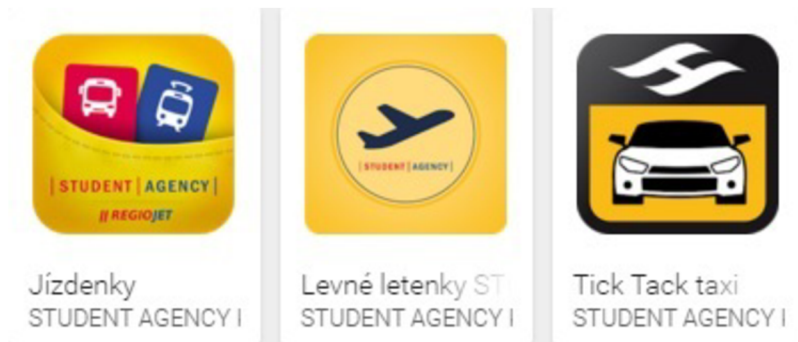 |STUDENT|AGENCY|
REGIOJET
|STUDENT|AGENCY|
Jízdenky
STUDENT AGENCY
Levné letenky ST
STUDENT AGENCY
Tick Tack taxi
STUDENT AGENCY